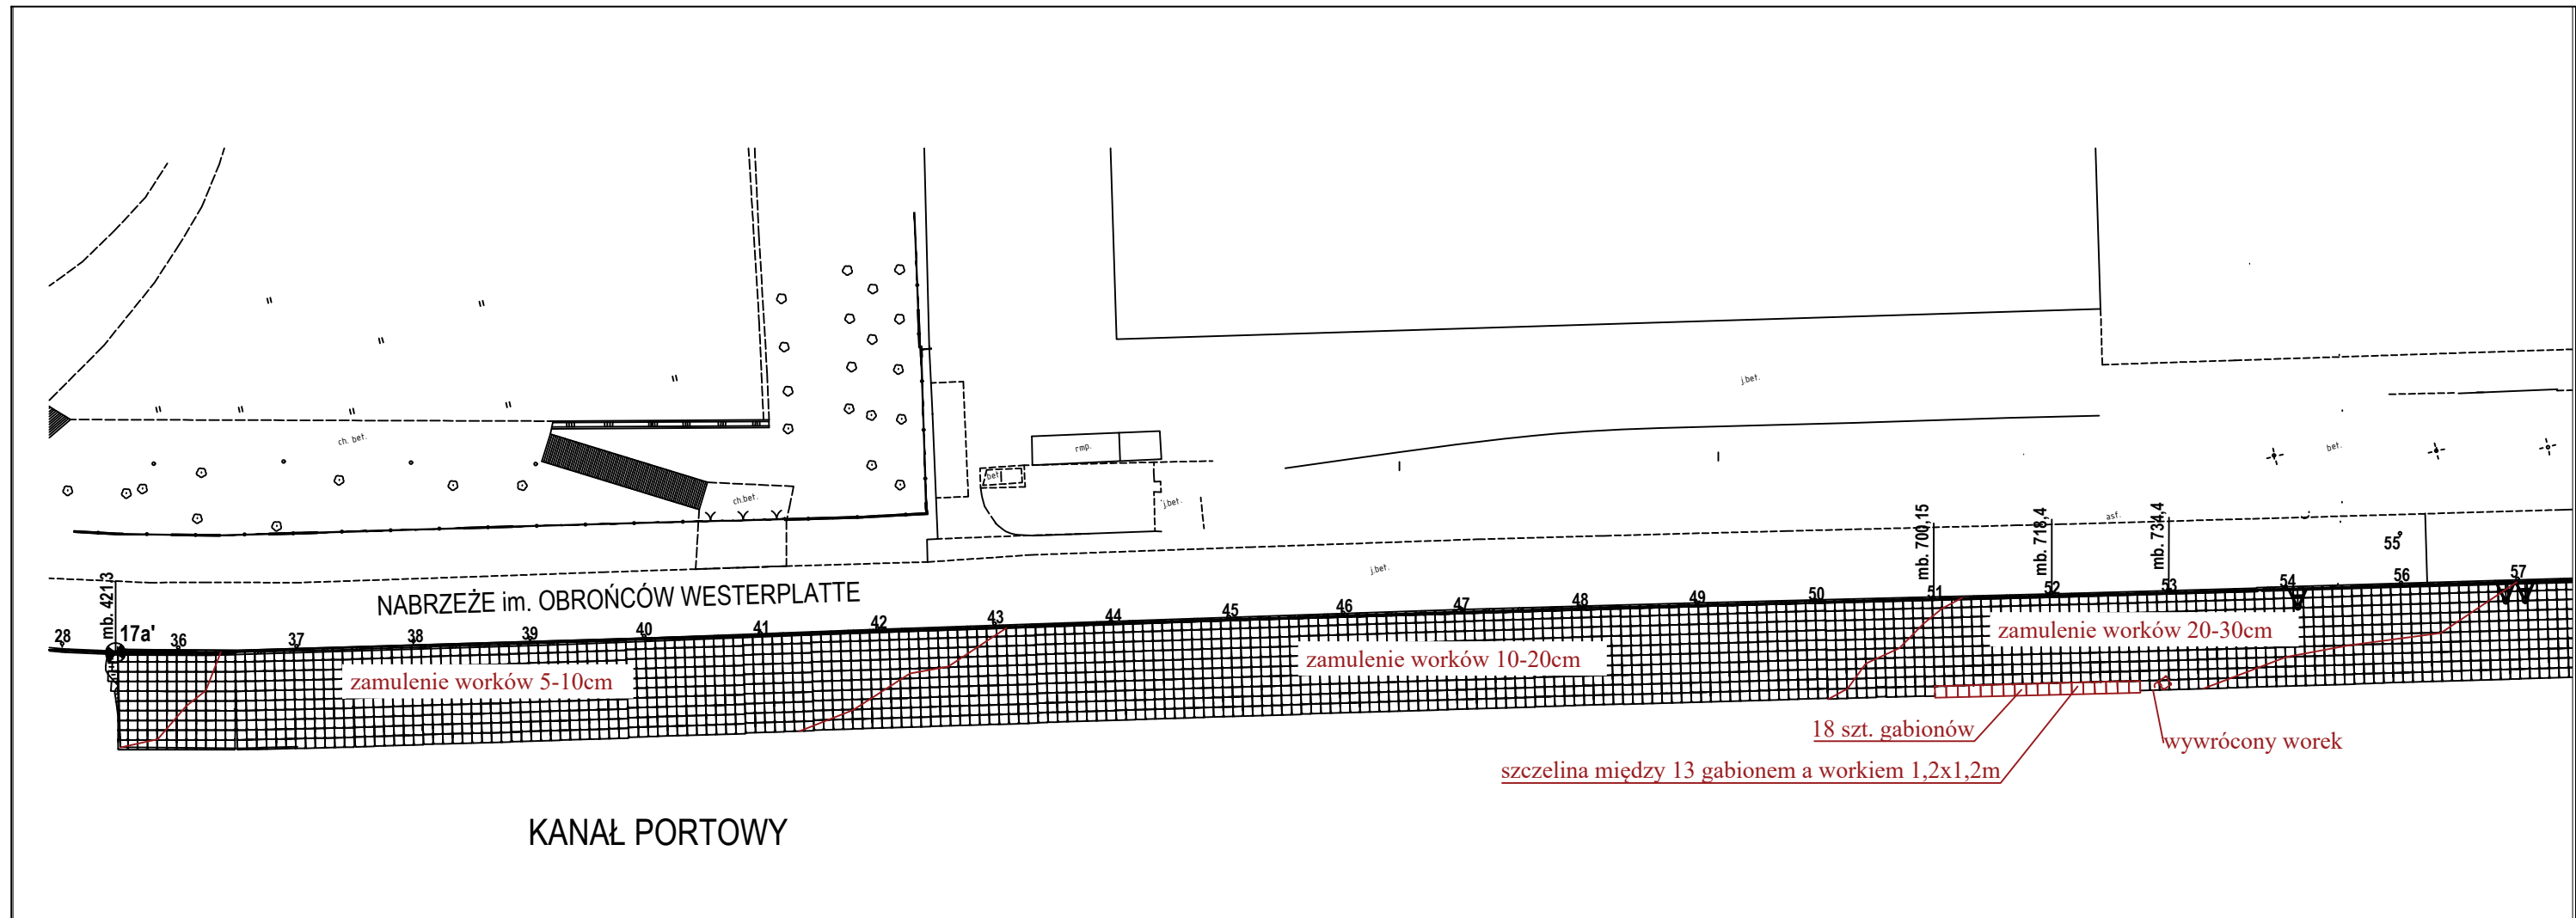 j.bet.
ch. bet.
rmp.
bet.
bet.
ch.bet.
j.bet.
asf.
mb. 700,15
mb. 718,4
mb. 734,4
55'
j.bet.
NABRZEŻE im. OBROŃCÓW WESTERPLATTE
mb. 421,3
28 17a' 36 37 38 39 40 41 42 43 44 45 46 47 48 49 50 51 52 53 54 56 57
zamulenie worków 5-10cm
zamulenie worków 10-20cm
zamulenie worków 20-30cm
18 szt. gabionów
wywrócony worek
szczelina między 13 gabionem a workiem 1,2x1,2m
KANAŁ PORTOWY